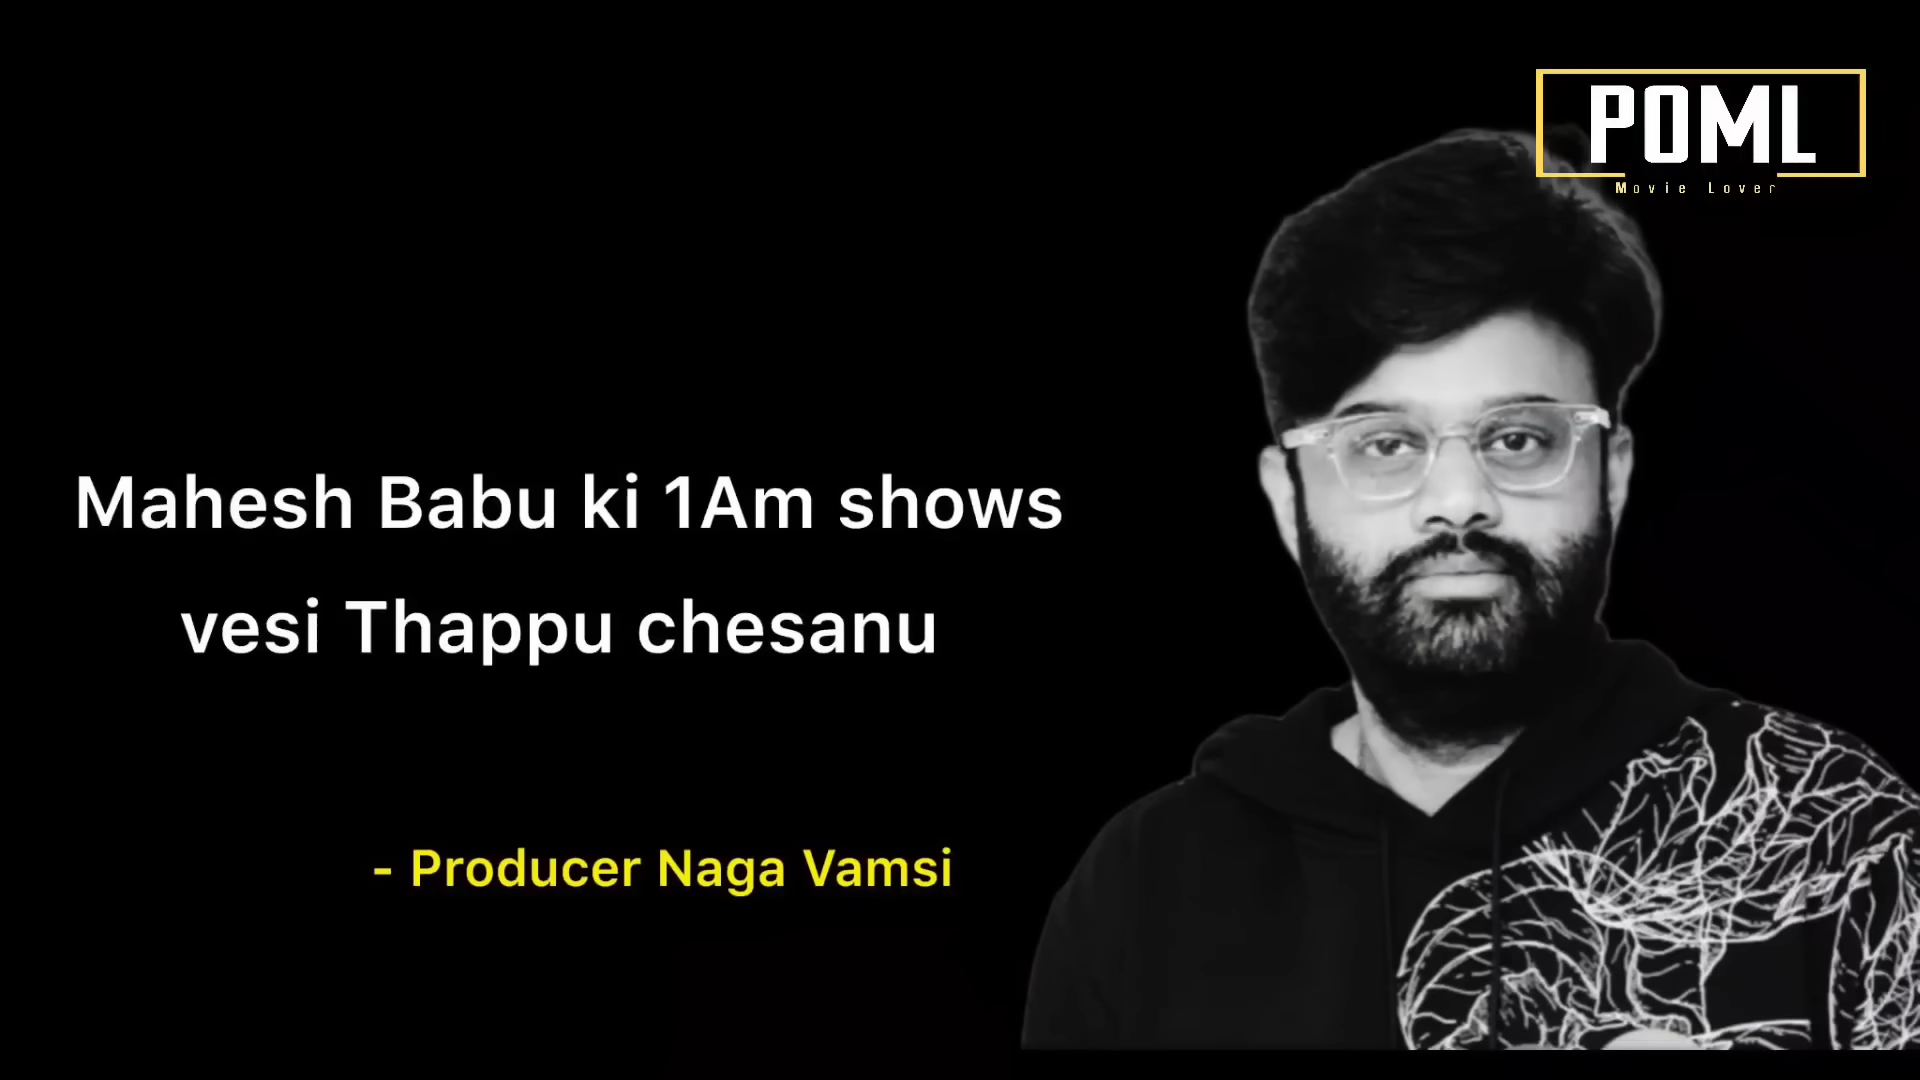 POML
Movie Lover
Mahesh Babu ki 1Am shows
vesi Thappu chesanu
- Producer Naga Vamsi